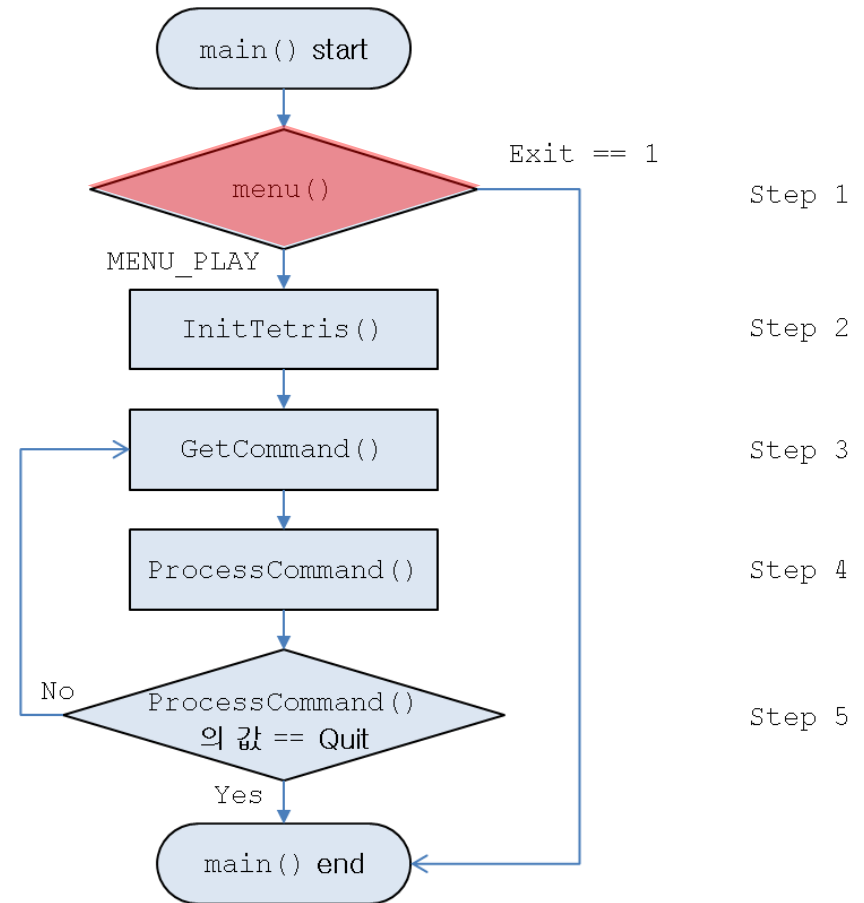 main() start
Exit == 1
menu()
Step 1
MENU_PLAY
InitTetris()
Step 2
GetCommand()
Step 3
ProcessCommand()
Step 4
No
ProcessCommand()
의 값 == Quit
Step 5
Yes
main() end